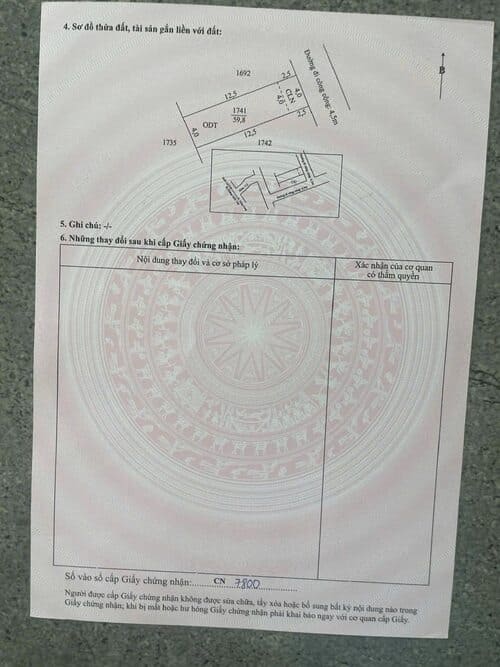 4. Sơ đồ thửa đất, tài sản gắn liền với đất:
B
1692
2,5
Đường đi công cộng: 4,5m
12,5
4,0
CLN
4,0
1741
59,8
ODT
4,0
2,5
12,5
1735
1742
5. Ghi chú: -/-
6. Những thay đổi sau khi cấp Giấy chứng nhận:
Nội dung thay đổi và cơ sở pháp lý
Xác nhận của cơ quan
có thẩm quyền
Số vào sổ cấp Giấy chứng nhận: CN 7800
Người được cấp Giấy chứng nhận không được sửa chữa, tẩy xóa hoặc bổ sung bất kỳ nội dung nào trong
Giấy chứng nhận; khi bị mất hoặc hư hỏng Giấy chứng nhận phải khai báo ngay với cơ quan cấp Giấy.